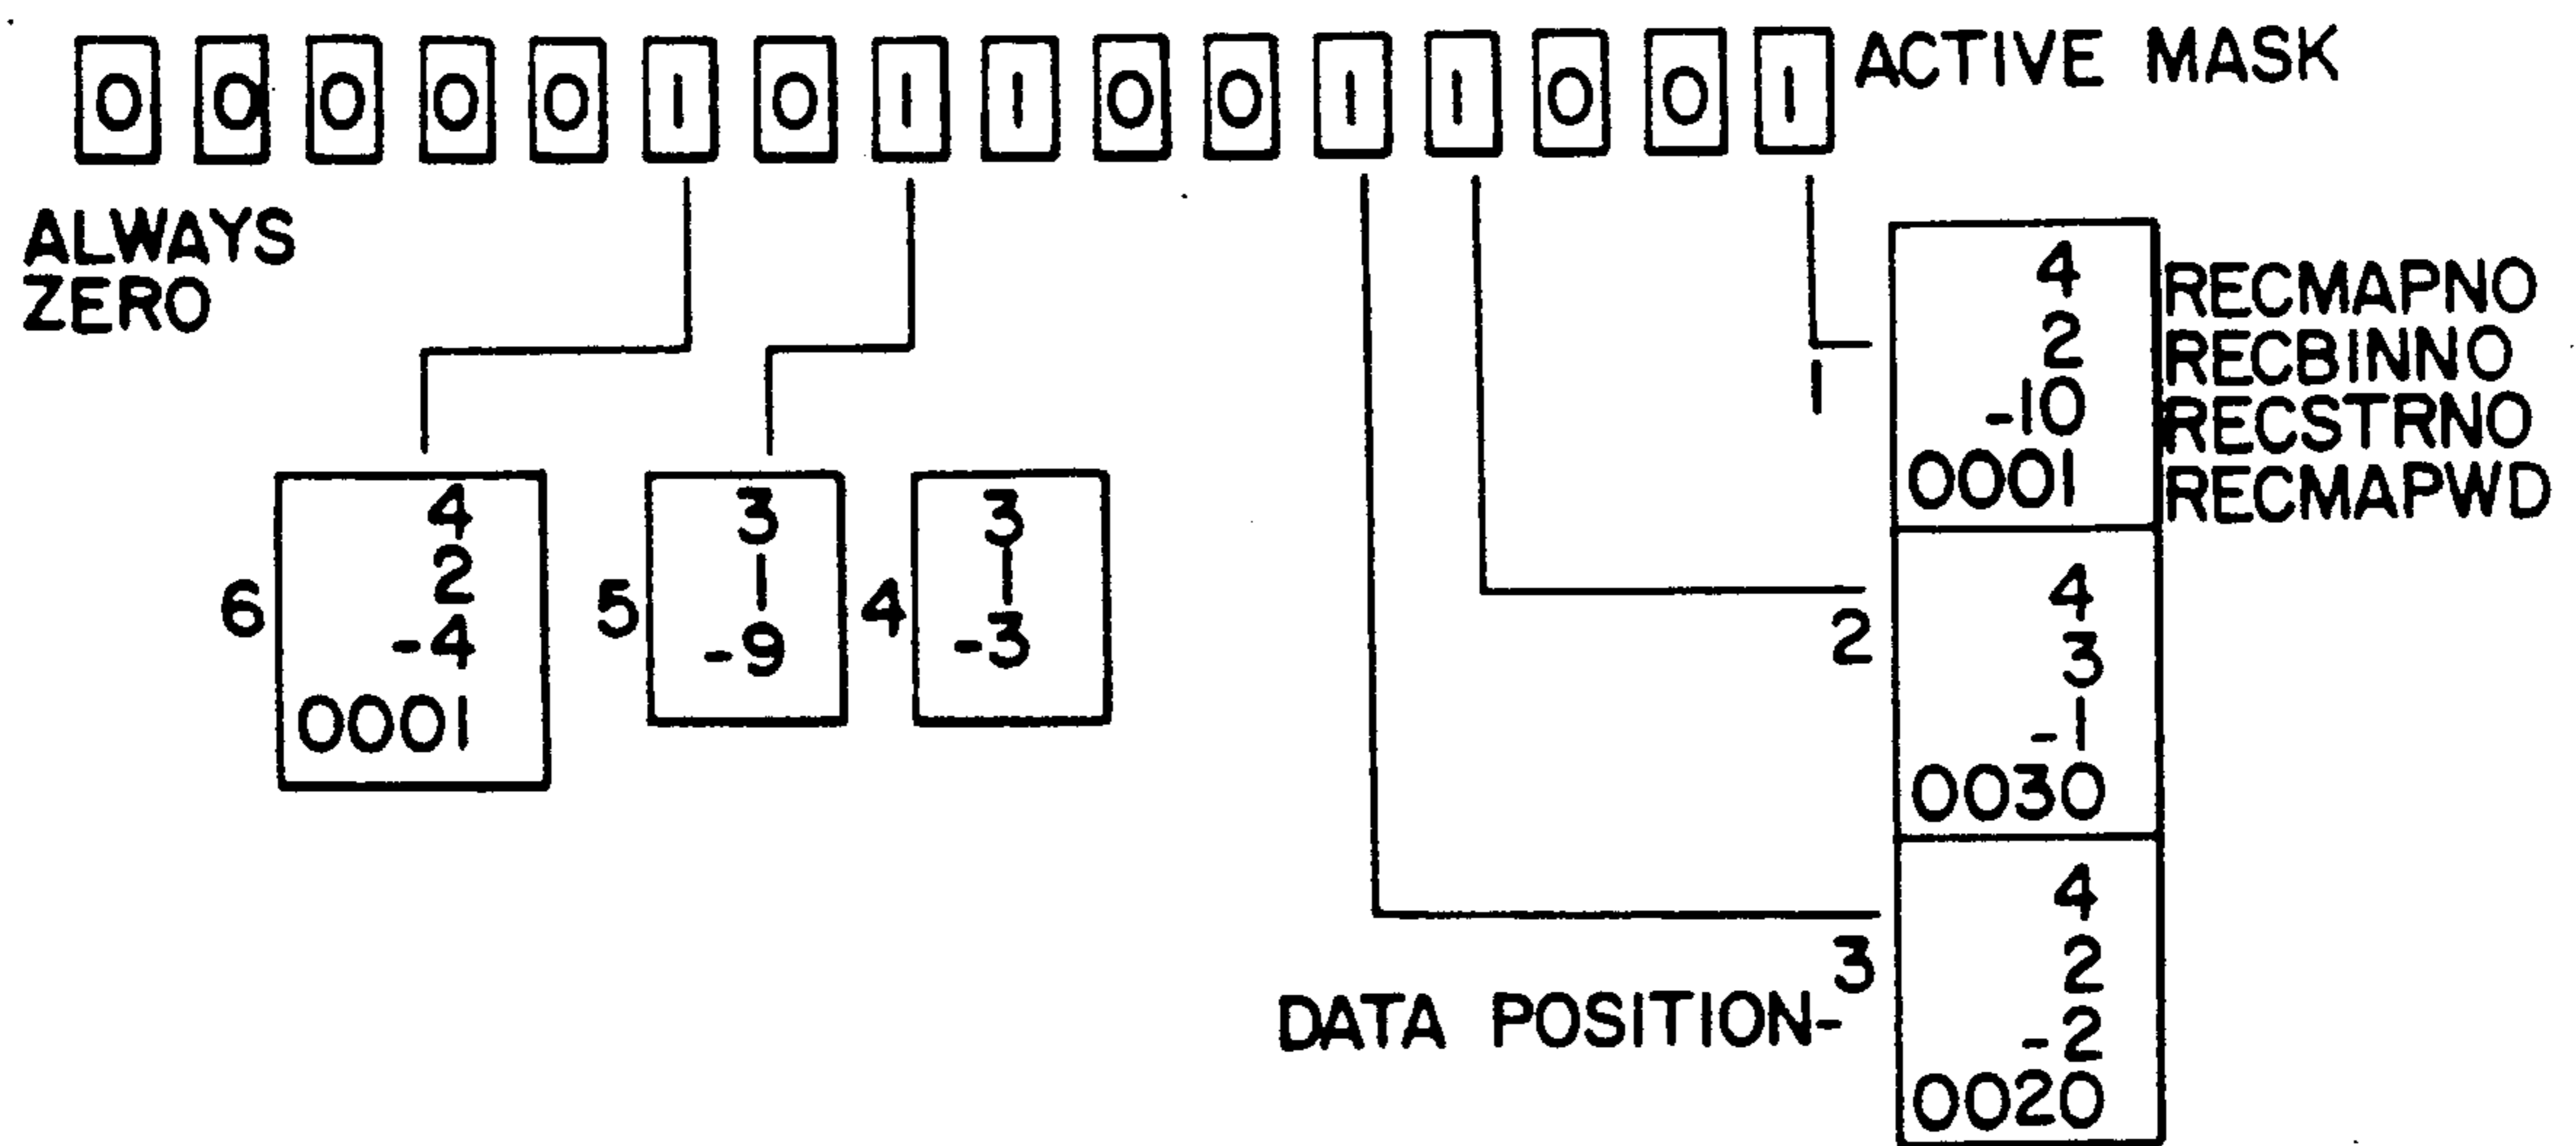 0 0 0 0 0 1 0 1 1 0 0 1 1 0 0 1 ACTIVE MASK
ALWAYS
ZERO
4 RECMAPNO
2 RECBINNO
-10 RECSTRNO
0001 RECMAPWD
1
6
4
2
-4
0001
5
3
1
-9
4
3
1
-3
2
4
3
-1
0030
DATA POSITION-3
4
2
-2
0020